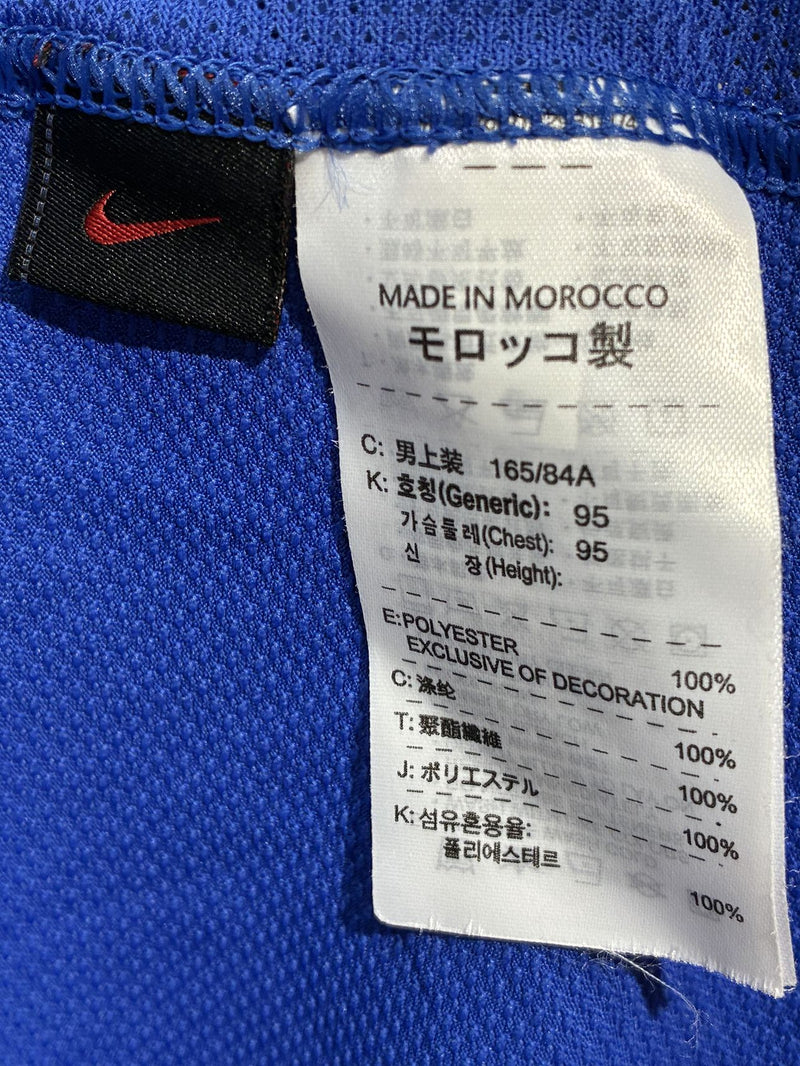 MADE IN MOROCCO
モロッコ製
C: 男上装 165/84A
K: 호칭(Generic): 95
가슴둘레(Chest): 95
신 장(Height):
E:POLYESTER 100%
EXCLUSIVE OF DECORATION
C: 涤纶 100%
T: 聚酯纖維 100%
J: ポリエステル 100%
K: 섬유혼용율:
폴리에스테르 100%